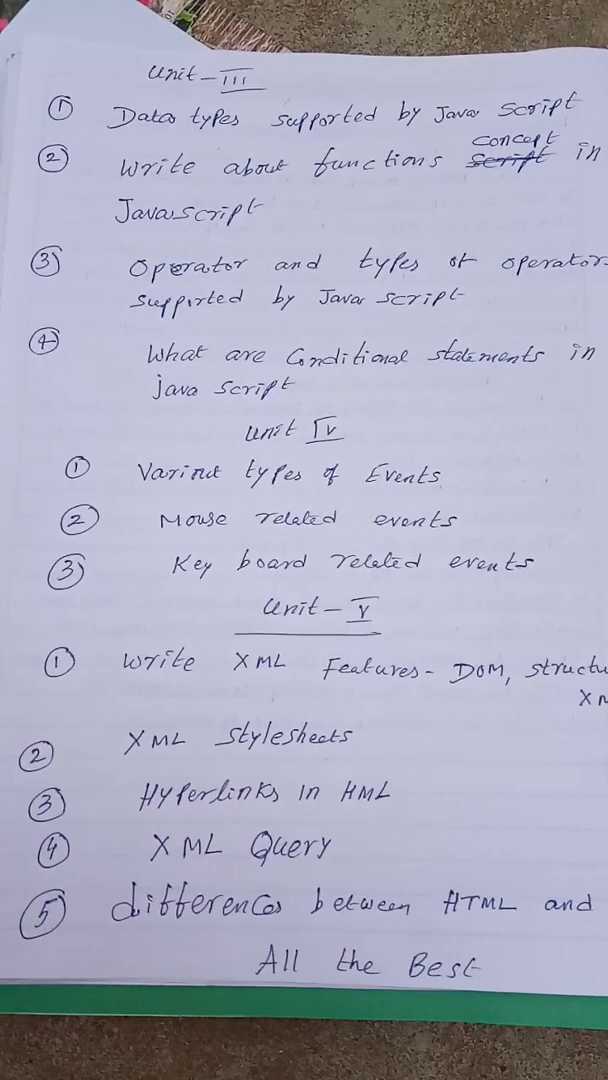 Unit-III
① Data types supported by Java Script
concept
② Write about functions script in
Javascript
③ Operator and types of operator
supported by Java script
④ What are Conditional statements in
java script
unit IV
① types of Events
② Mouse related events
③ Key board related events
Unit-V
① Write XML Features- DOM, structu
XM
② XML Stylesheets
③ Hyperlinks in HML
④ XML Query
⑤ differences between HTML and
All the Best